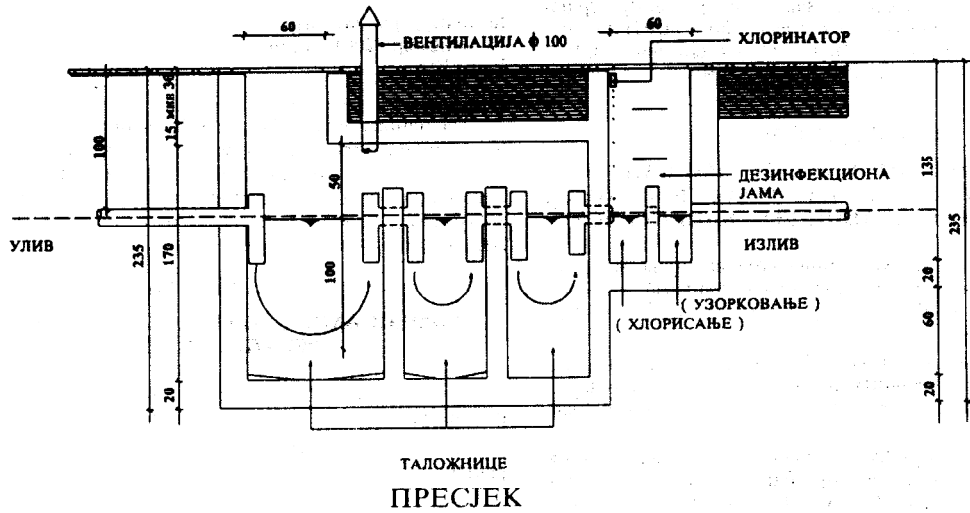 60
60
ВЕНТИЛАЦИЈА ф 100
ХЛОРИНАТОР
15 мин 30
100
50
135
235
ДЕЗИНФЕКЦИОНА
ЈАМА
УЛИВ
ИЗЛИВ
235
170
100
20
( УЗОРКОВАЊЕ )
( ХЛОРИСАЊЕ )
60
20
20
ТАЛОЖНИЦЕ
ПРЕСЈЕК